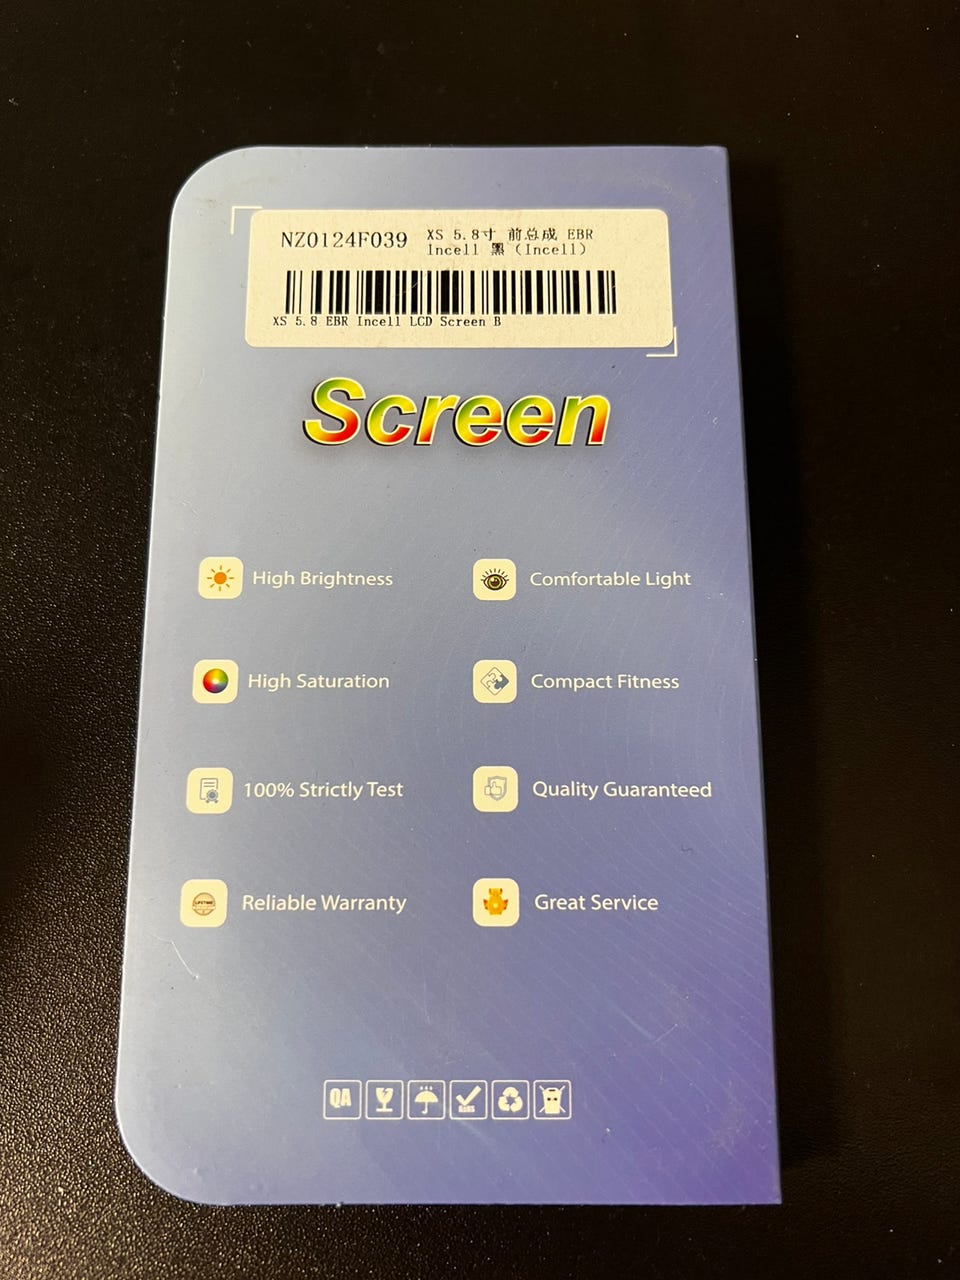 NZ0124F039
XS 5.8寸 前总成 EBR
Incell 黑 (Incell)
XS 5.8 EBR Incell LCD Screen B
Screen
High Brightness
Comfortable Light
High Saturation
Compact Fitness
100% Strictly Test
Quality Guaranteed
LIFETIME
Reliable Warranty
Great Service
QA
RoHS